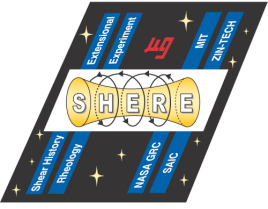 Extensional
Experiment
μg
MIT
ZIN-TECH
SHERE
Shear History
Rheology
NASA GRC
SAIC